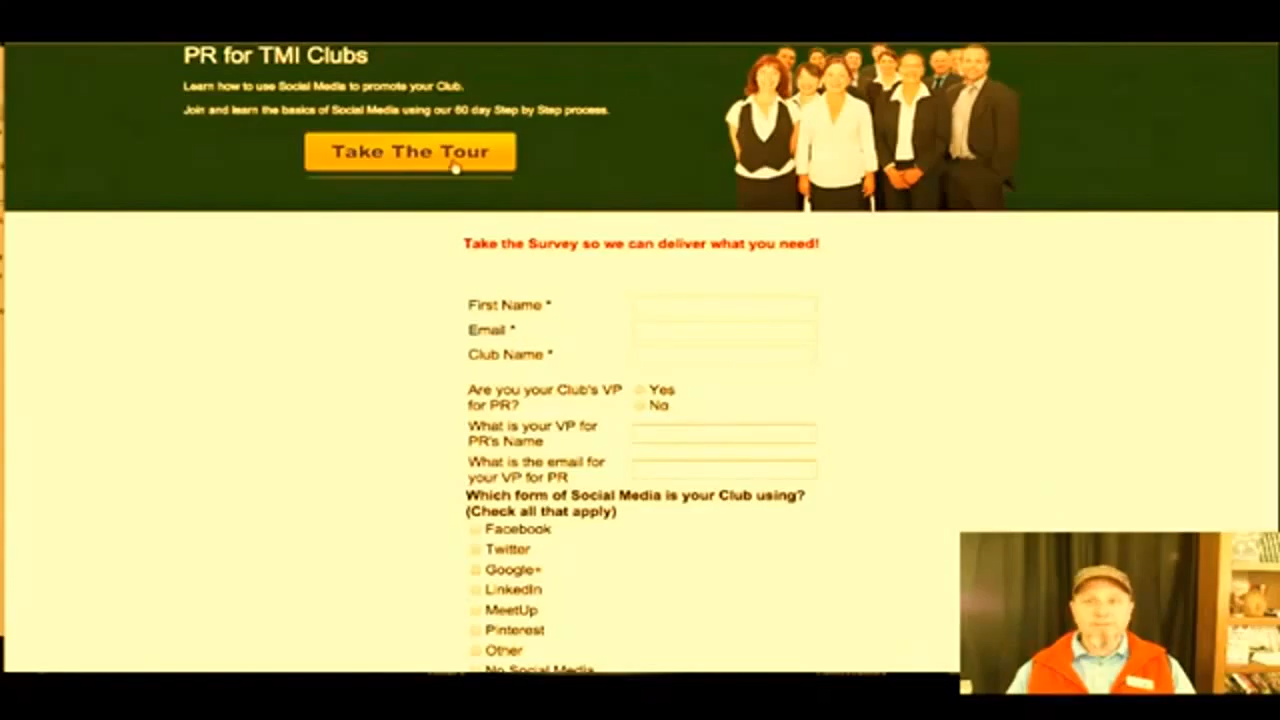 PR for TMI Clubs
Learn how to use Social Media to promote your Club.
Join and learn the basics of Social Media using our 60 day Step by Step process.
Take The Tour
Take the Survey so we can deliver what you need!
First Name *
Email *
Club Name *
Are you your Club's VP
for PR?
Yes
No
What is your VP for
PR's Name
What is the email for
your VP for PR
Which form of Social Media is your Club using?
(Check all that apply)
Facebook
Twitter
Google+
LinkedIn
MeetUp
Pinterest
Other
No Social Media